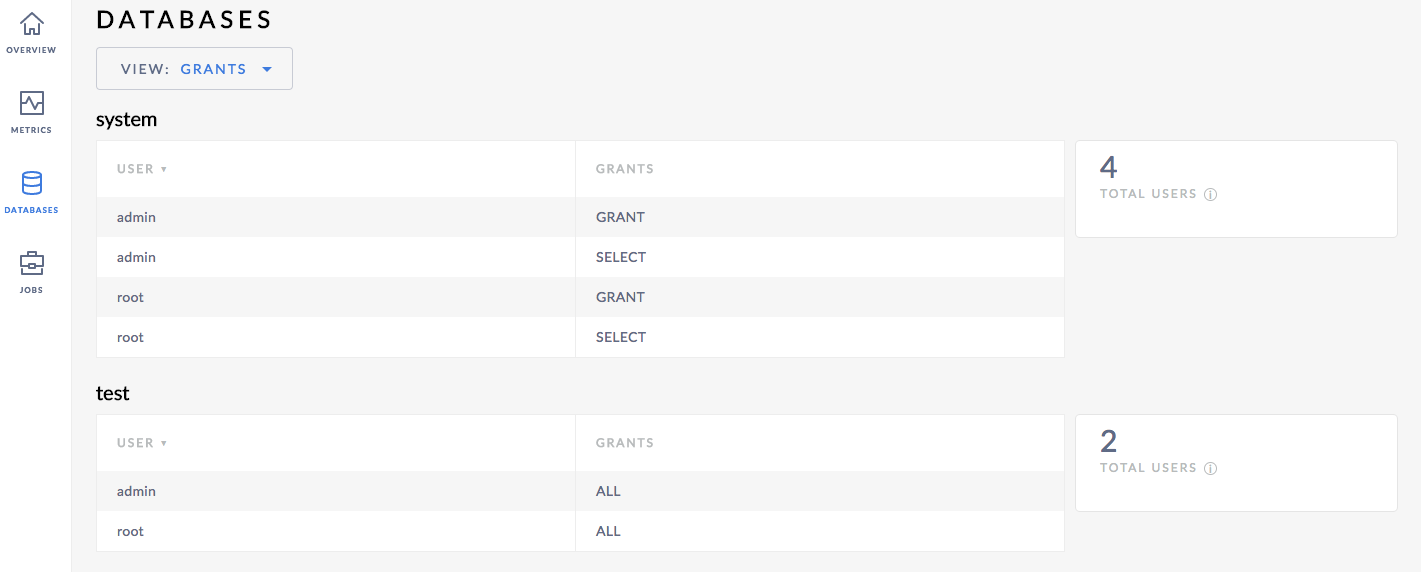 DATABASES
VIEW: GRANTS
OVERVIEW
METRICS
DATABASES
JOBS
system
USER ▼ GRANTS
admin GRANT
admin SELECT
root GRANT
root SELECT
4
TOTAL USERS ⓘ
test
USER ▼ GRANTS
admin ALL
root ALL
2
TOTAL USERS ⓘ